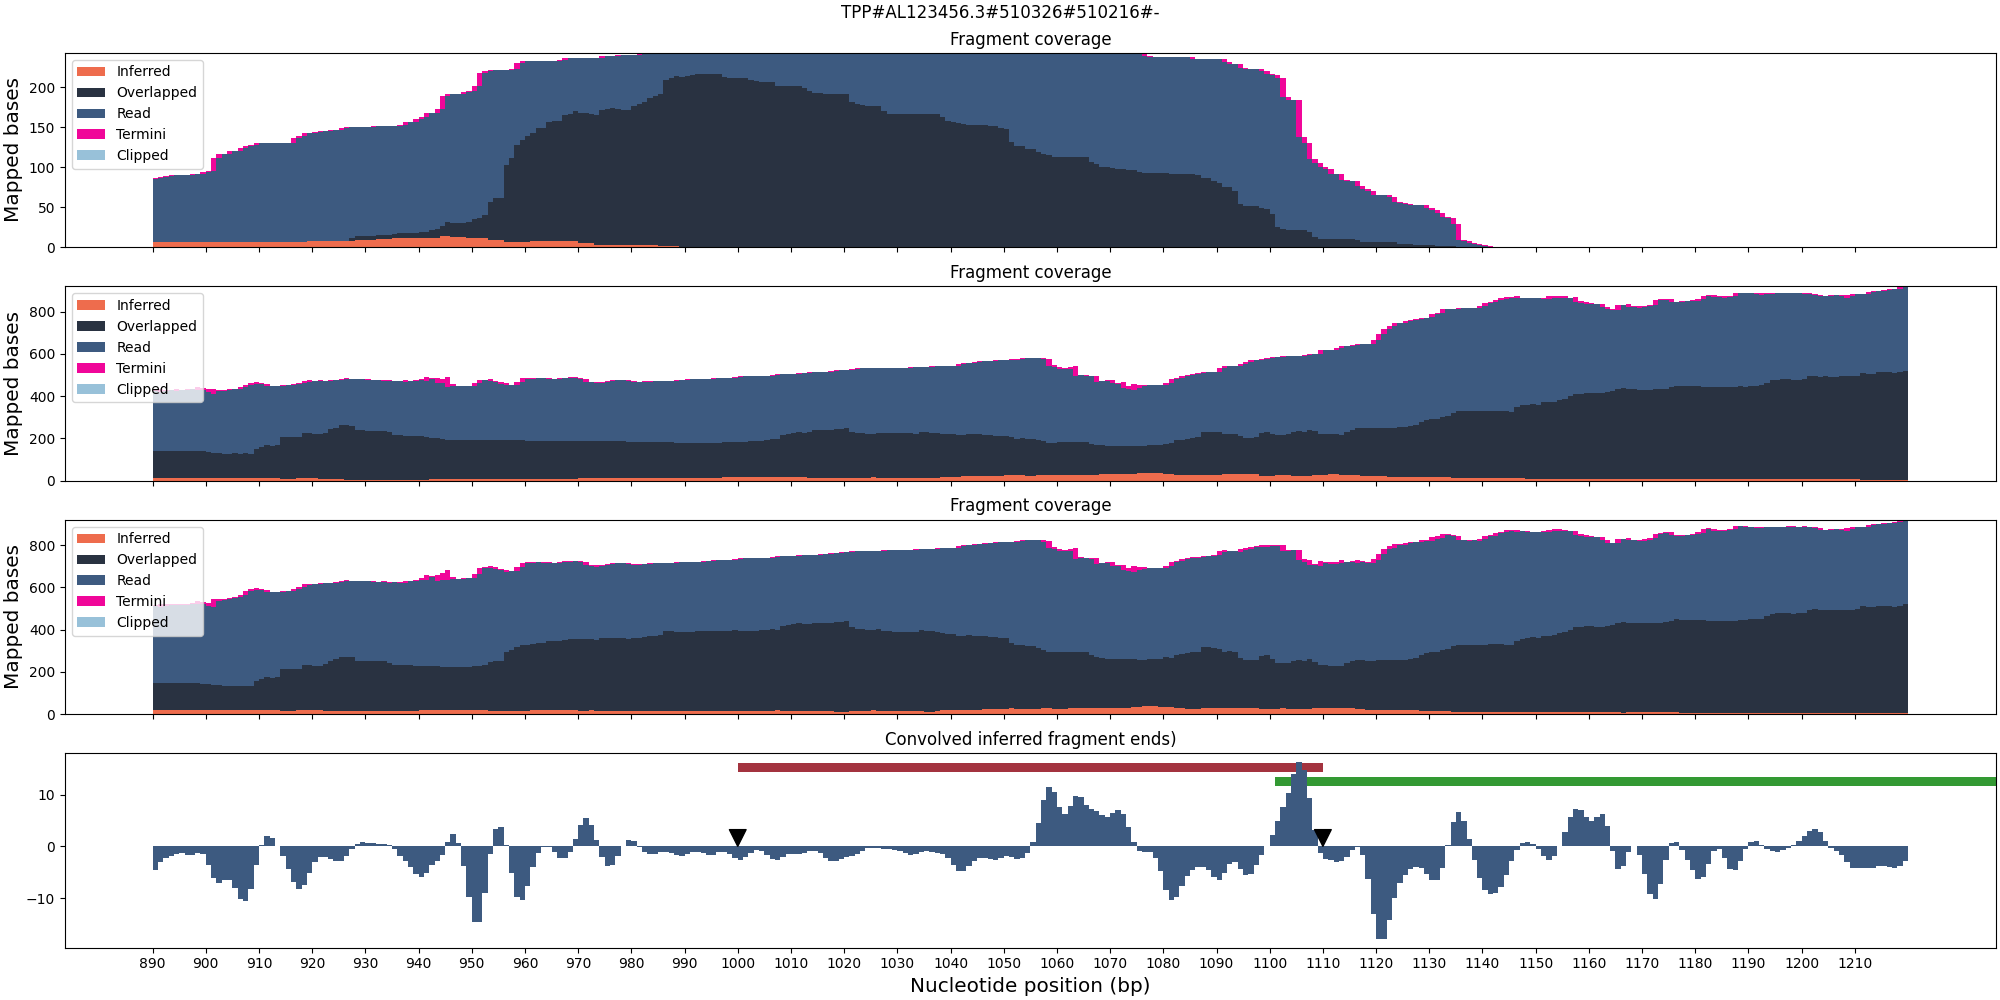 TPP#AL123456.3#510326#510216#-
Fragment coverage
Mapped bases
200
150
100
50
0
Inferred
Overlapped
Read
Termini
Clipped
Fragment coverage
Mapped bases
800
600
400
200
0
Inferred
Overlapped
Read
Termini
Clipped
Fragment coverage
Mapped bases
800
600
400
200
0
Inferred
Overlapped
Read
Termini
Clipped
Convolved inferred fragment ends)
10
0
−10
890 900 910 920 930 940 950 960 970 980 990 1000 1010 1020 1030 1040 1050 1060 1070 1080 1090 1100 1110 1120 1130 1140 1150 1160 1170 1180 1190 1200 1210
Nucleotide position (bp)